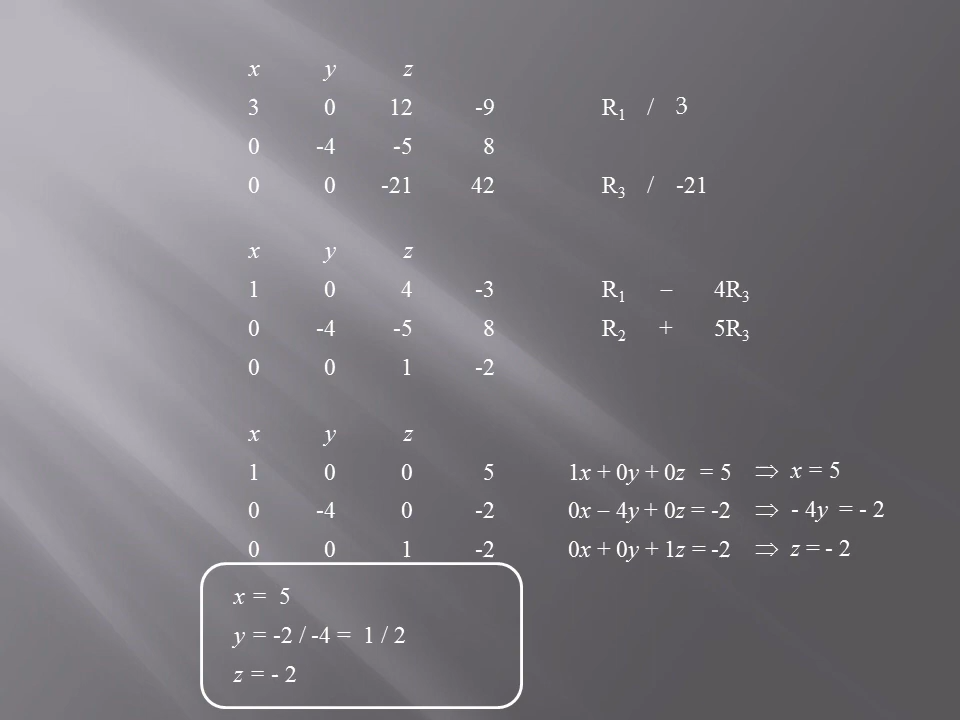 x y z
3 0 12 -9 R₁ / 3
0 -4 -5 8
0 0 -21 42 R₃ / -21
x y z
1 0 4 -3 R₁ – 4R₃
0 -4 -5 8 R₂ + 5R₃
0 0 1 -2
x y z
1 0 0 5 1x + 0y + 0z = 5 ⇒ x = 5
0 -4 0 -2 0x – 4y + 0z = -2 ⇒ - 4y = - 2
0 0 1 -2 0x + 0y + 1z = -2 ⇒ z = - 2
x = 5
y = -2 / -4 = 1 / 2
z = - 2